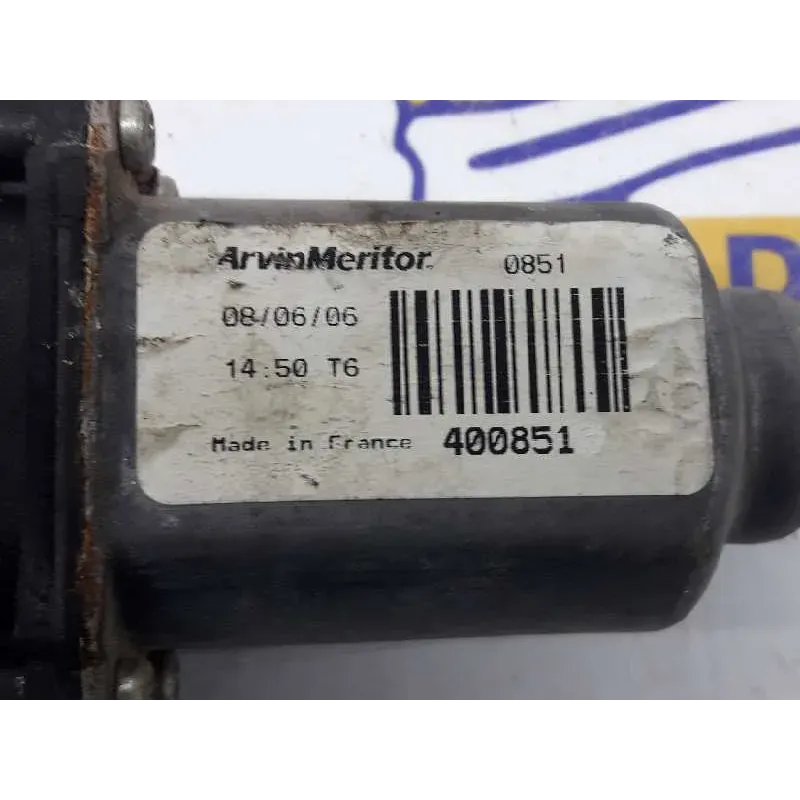 ArvinMeritor 0851
08/06/06
14:50 T6
Made in France 400851